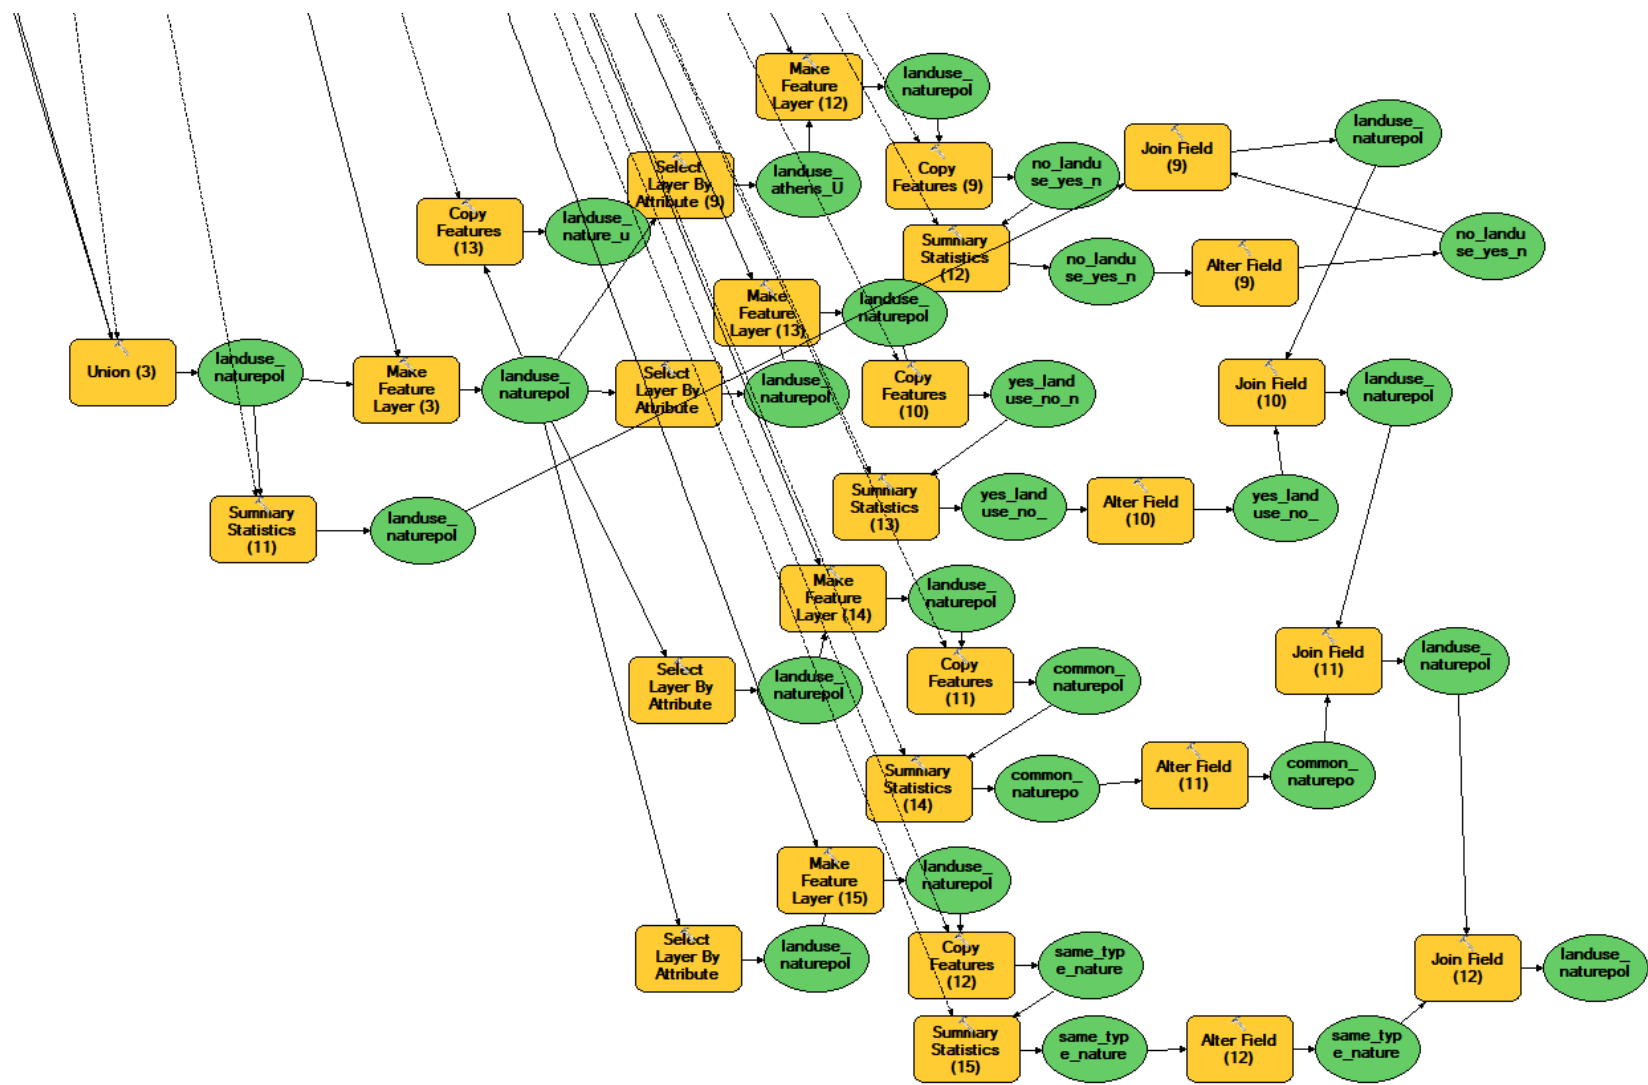 Make
Feature
Layer (12)
landuse_
naturepol
Join Field
(9)
landuse_
naturepol
Select
Layer By
Attribute (9)
landuse_
athens_U
Copy
Features (9)
no_landu
se_yes_n
Copy
Features
(13)
landuse_
nature_u
Summary
Statistics
(12)
no_landu
se_yes_n
Alter Field
(9)
no_landu
se_yes_n
Make
Feature
Layer (13)
landuse_
naturepol
Union (3)
landuse_
naturepol
Make
Feature
Layer (3)
landuse_
naturepol
Select
Layer By
Attribute
landuse_
naturepol
Copy
Features
(10)
yes_land
use_no_n
Join Field
(10)
landuse_
naturepol
Summary
Statistics
(11)
landuse_
naturepol
Summary
Statistics
(13)
yes_land
use_no_
Alter Field
(10)
yes_land
use_no_
Make
Feature
Layer (14)
landuse_
naturepol
Select
Layer By
Attribute
landuse_
naturepol
Copy
Features
(11)
common_
naturepol
Join Field
(11)
landuse_
naturepol
Summary
Statistics
(14)
common_
naturepo
Alter Field
(11)
common_
naturepo
Make
Feature
Layer (15)
landuse_
naturepol
Select
Layer By
Attribute
landuse_
naturepol
Copy
Features
(12)
same_typ
e_nature
Join Field
(12)
landuse_
naturepol
Summary
Statistics
(15)
same_typ
e_nature
Alter Field
(12)
same_typ
e_nature